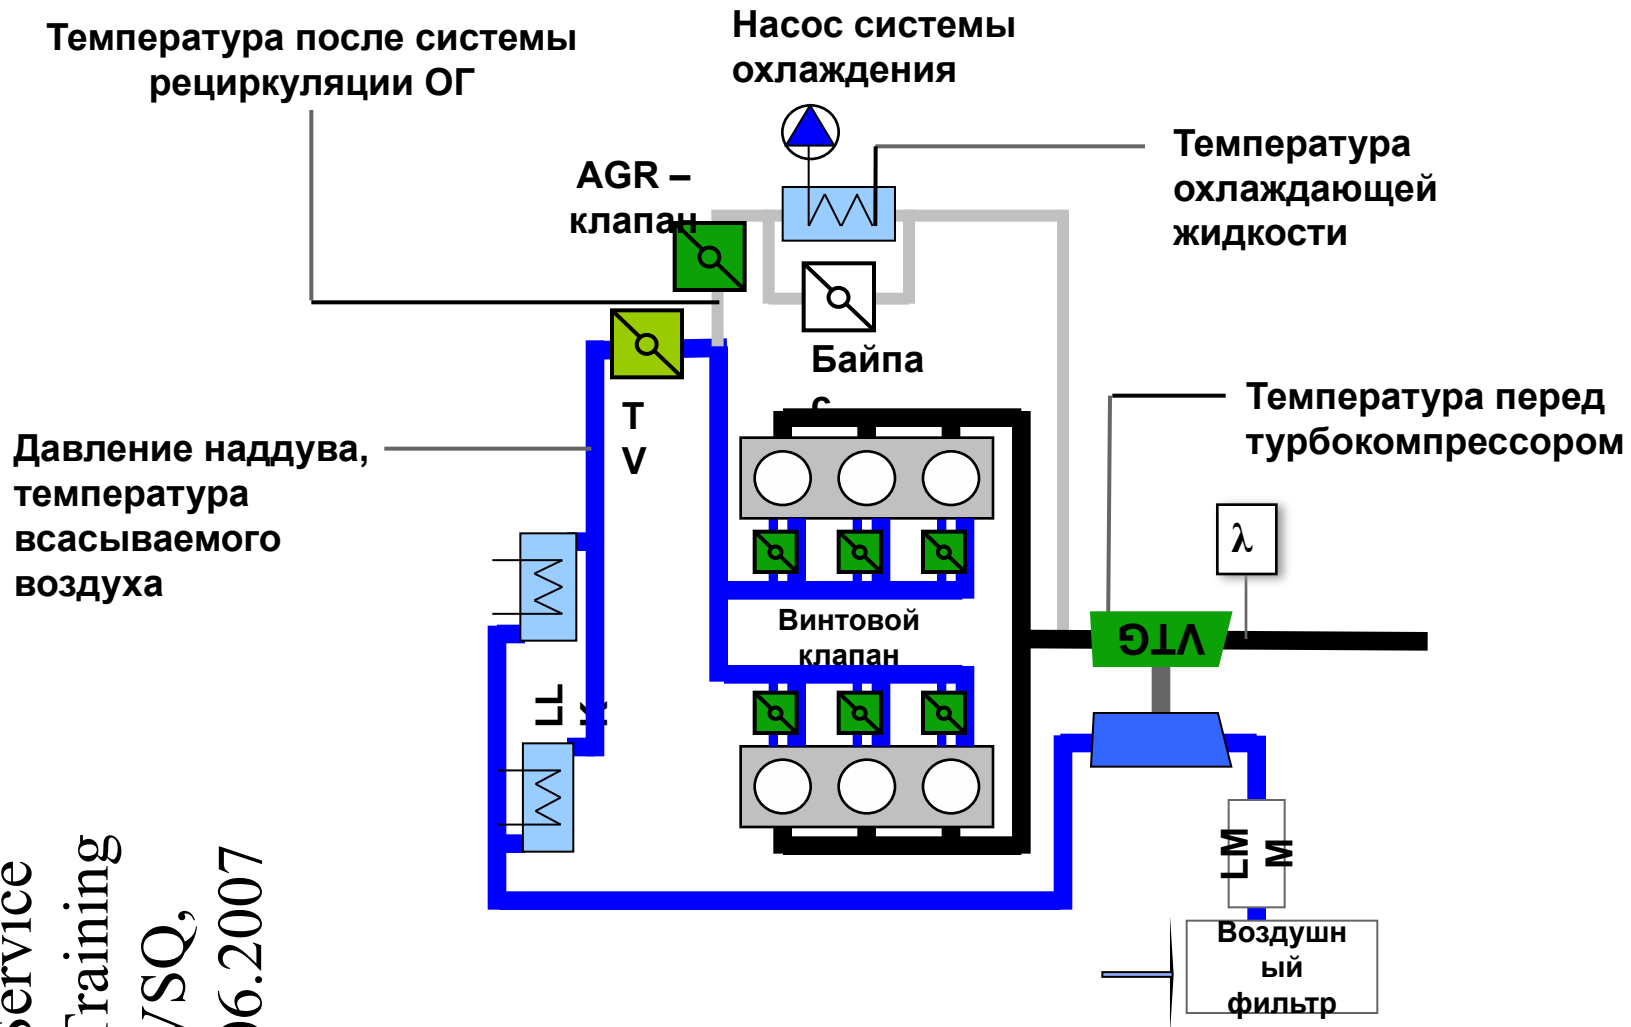 Температура после системы
рециркуляции ОГ
Насос системы
охлаждения
AGR –
клапан
Температура
охлаждающей
жидкости
Байпа
с
T
V
Температура перед
турбокомпрессором
Давление наддува,
температура
всасываемого
воздуха
λ
Винтовой
клапан
VTG
LL
K
LM
M
Воздушн
ый
фильтр
Service
Training
VSQ,
06.2007